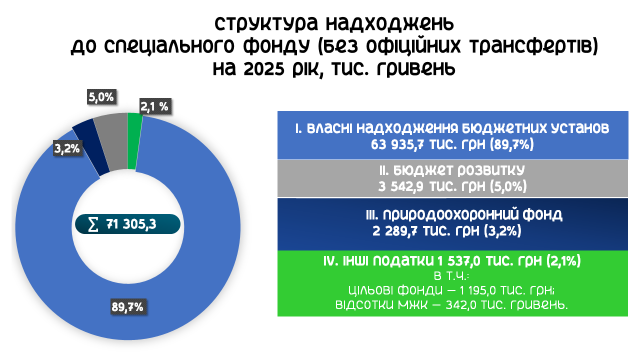 СТРУКТУРА НАДХОДЖЕНЬ
ДО СПЕЦІАЛЬНОГО ФОНДУ (БЕЗ ОФІЦІЙНИХ ТРАНСФЕРТІВ)
НА 2025 РІК, ТИС. ГРИВЕНЬ
5,0%
2,1 %
3,2%
∑ 71 305,3
89,7%
І. ВЛАСНІ НАДХОДЖЕННЯ БЮДЖЕТНИХ УСТАНОВ
63 935,7 ТИС. ГРН (89,7%)
ІІ. БЮДЖЕТ РОЗВИТКУ
3 542,9 ТИС. ГРН (5,0%)
ІІІ. ПРИРОДООХОРОННИЙ ФОНД
2 289,7 ТИС. ГРН (3,2%)
IV. ІНШІ ПОДАТКИ 1 537,0 ТИС. ГРН (2,1%)
В Т.Ч.:
ЦІЛЬОВІ ФОНДИ – 1 195,0 ТИС. ГРН;
ВІДСОТКИ МЖК – 342,0 ТИС. ГРИВЕНЬ.